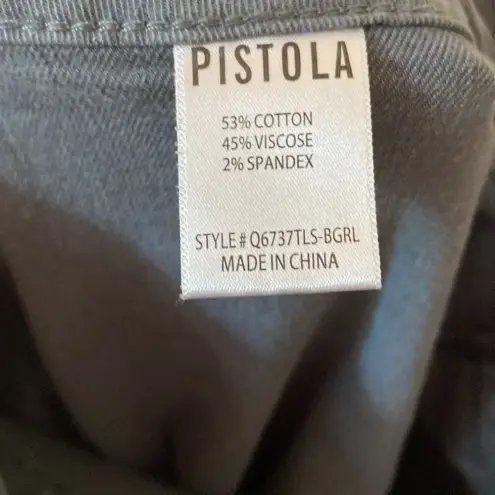 PISTOLA
53% COTTON
45% VISCOSE
2% SPANDEX
STYLE # Q6737TLS-BGRL
MADE IN CHINA